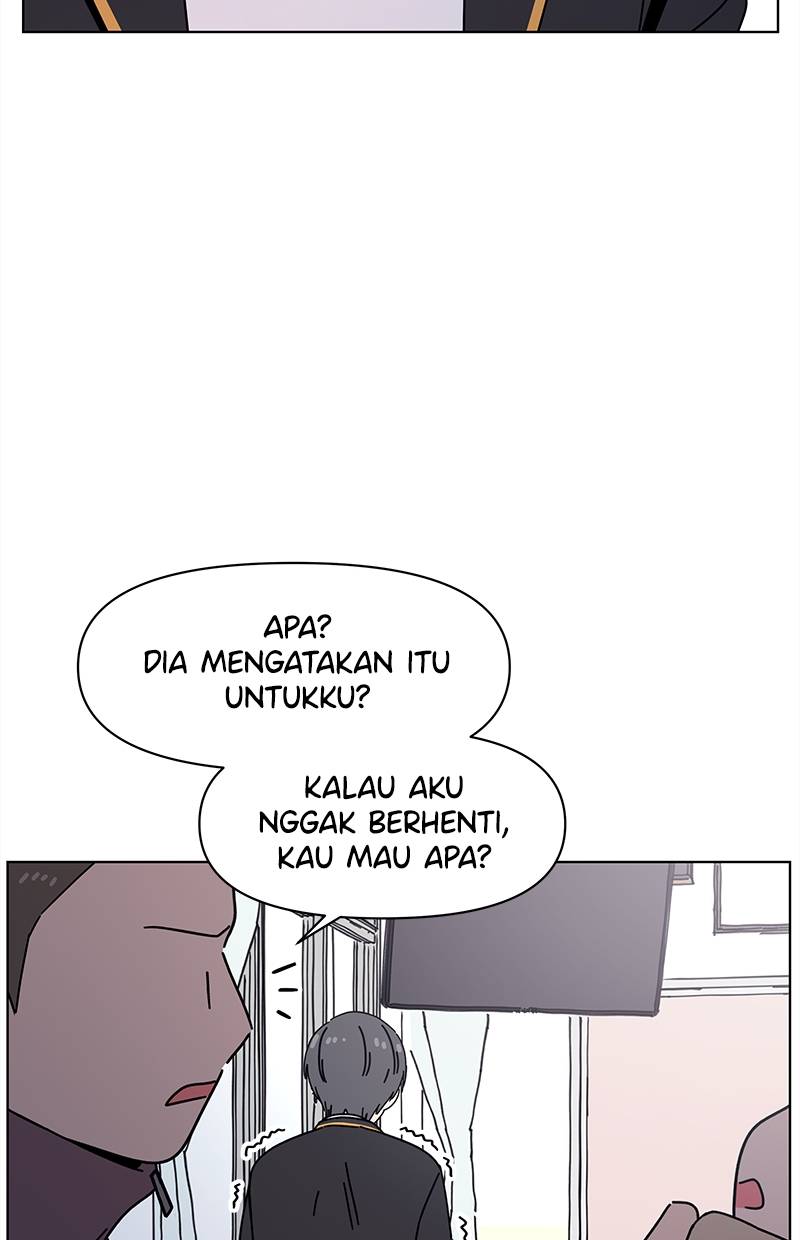 APA?
DIA MENGATAKAN ITU
UNTUKKU?
KALAU AKU
NGGAK BERHENTI,
KAU MAU APA?